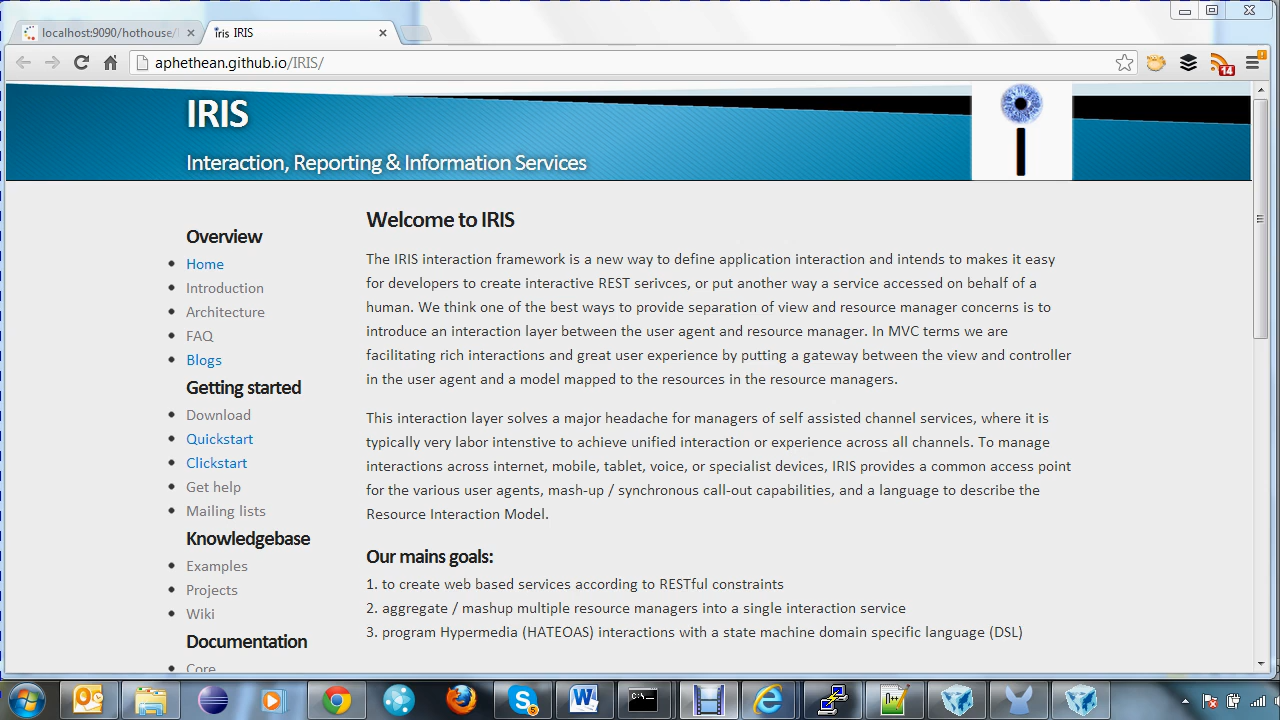 localhost:9090/hothouse/
iris IRIS
aphethean.github.io/IRIS/
14
IRIS
Interaction, Reporting & Information Services
Overview
Home
Introduction
Architecture
FAQ
Blogs
Getting started
Download
Quickstart
Clickstart
Get help
Mailing lists
Knowledgebase
Examples
Projects
Wiki
Documentation
Core
Welcome to IRIS
The IRIS interaction framework is a new way to define application interaction and intends to makes it easy
for developers to create interactive REST serivces, or put another way a service accessed on behalf of a
human. We think one of the best ways to provide separation of view and resource manager concerns is to
introduce an interaction layer between the user agent and resource manager. In MVC terms we are
facilitating rich interactions and great user experience by putting a gateway between the view and controller
in the user agent and a model mapped to the resources in the resource managers.
This interaction layer solves a major headache for managers of self assisted channel services, where it is
typically very labor intenstive to achieve unified interaction or experience across all channels. To manage
interactions across internet, mobile, tablet, voice, or specialist devices, IRIS provides a common access point
for the various user agents, mash-up / synchronous call-out capabilities, and a language to describe the
Resource Interaction Model.
Our mains goals:
1. to create web based services according to RESTful constraints
2. aggregate / mashup multiple resource managers into a single interaction service
3. program Hypermedia (HATEOAS) interactions with a state machine domain specific language (DSL)